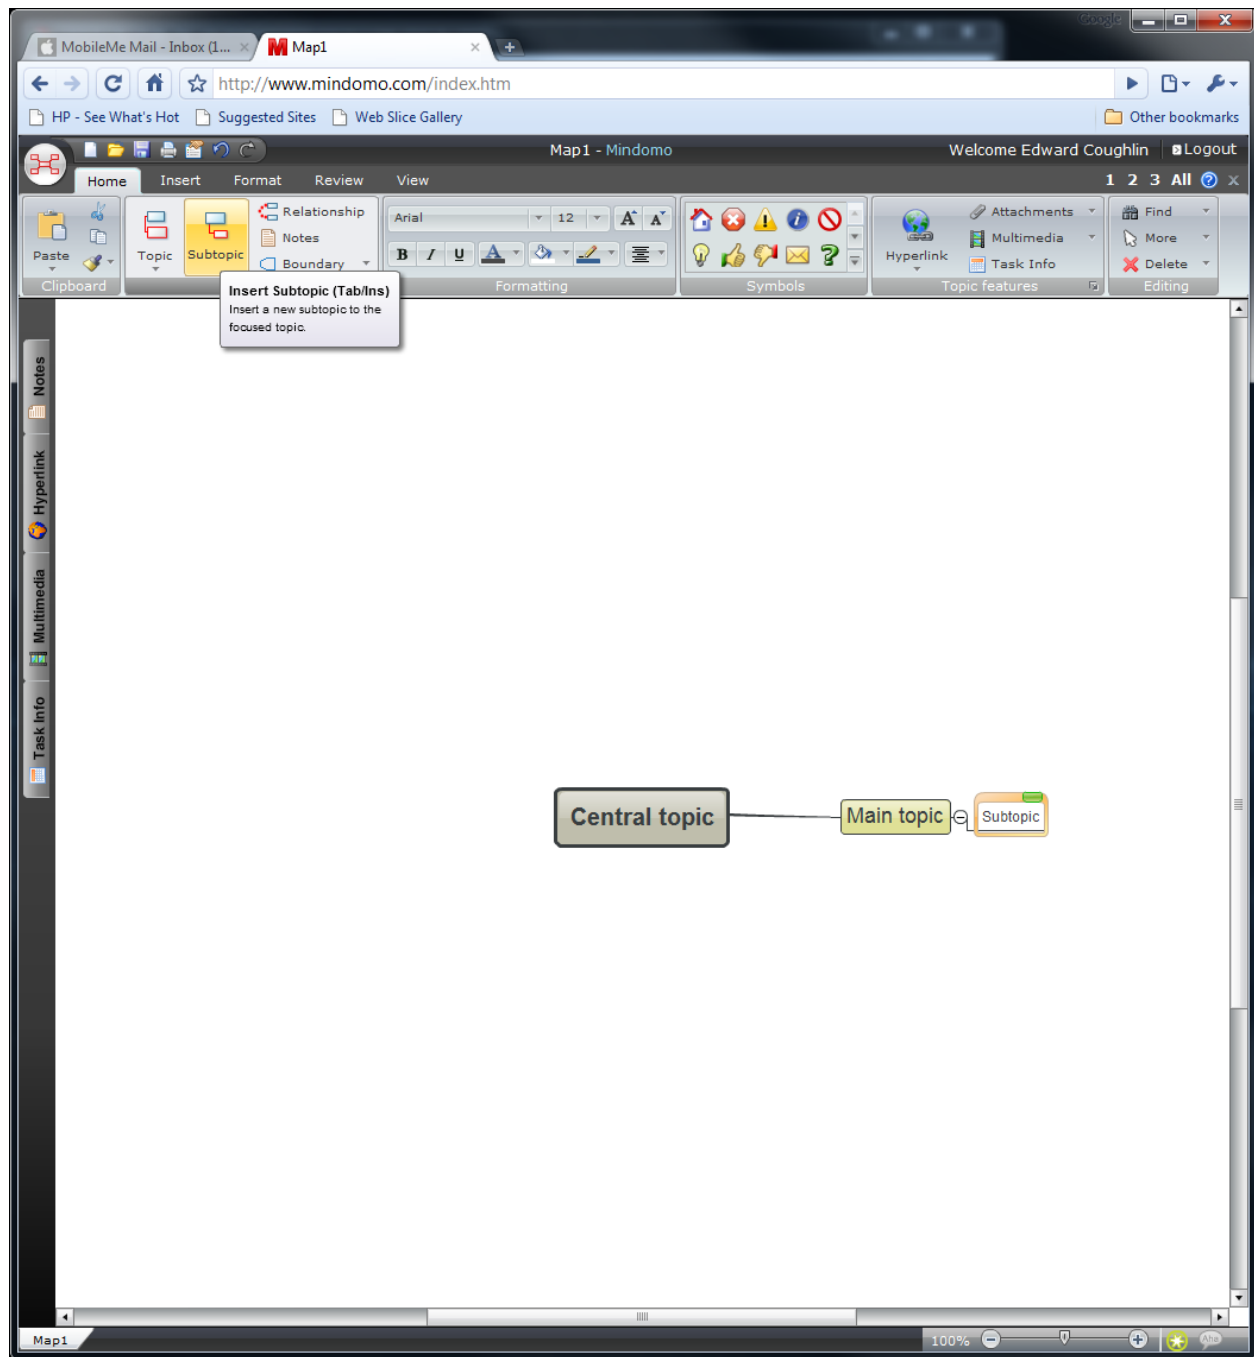 Google
MobileMe Mail - Inbox (1...
Map1
http://www.mindomo.com/index.htm
HP - See What's Hot
Suggested Sites
Web Slice Gallery
Other bookmarks
Map1 - Mindomo
Welcome Edward Coughlin
Logout
Home
Insert
Format
Review
View
1 2 3 All
Paste
Topic
Subtopic
Relationship
Notes
Boundary
Arial
12
A A
B I U A
Hyperlink
Attachments
Multimedia
Task Info
Find
More
Delete
Clipboard
Formatting
Symbols
Topic features
Editing
Insert Subtopic (Tab/Ins)
Insert a new subtopic to the
focused topic.
Notes
Hyperlink
Multimedia
Task Info
Central topic
Main topic
Subtopic
Map1
100%
Aha